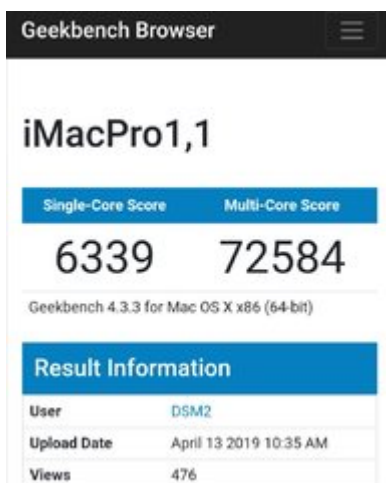 Geekbench Browser
iMacPro1,1
Single-Core Score Multi-Core Score
6339 72584
Geekbench 4.3.3 for Mac OS X x86 (64-bit)
Result Information
User DSM2
Upload Date April 13 2019 10:35 AM
Views 476